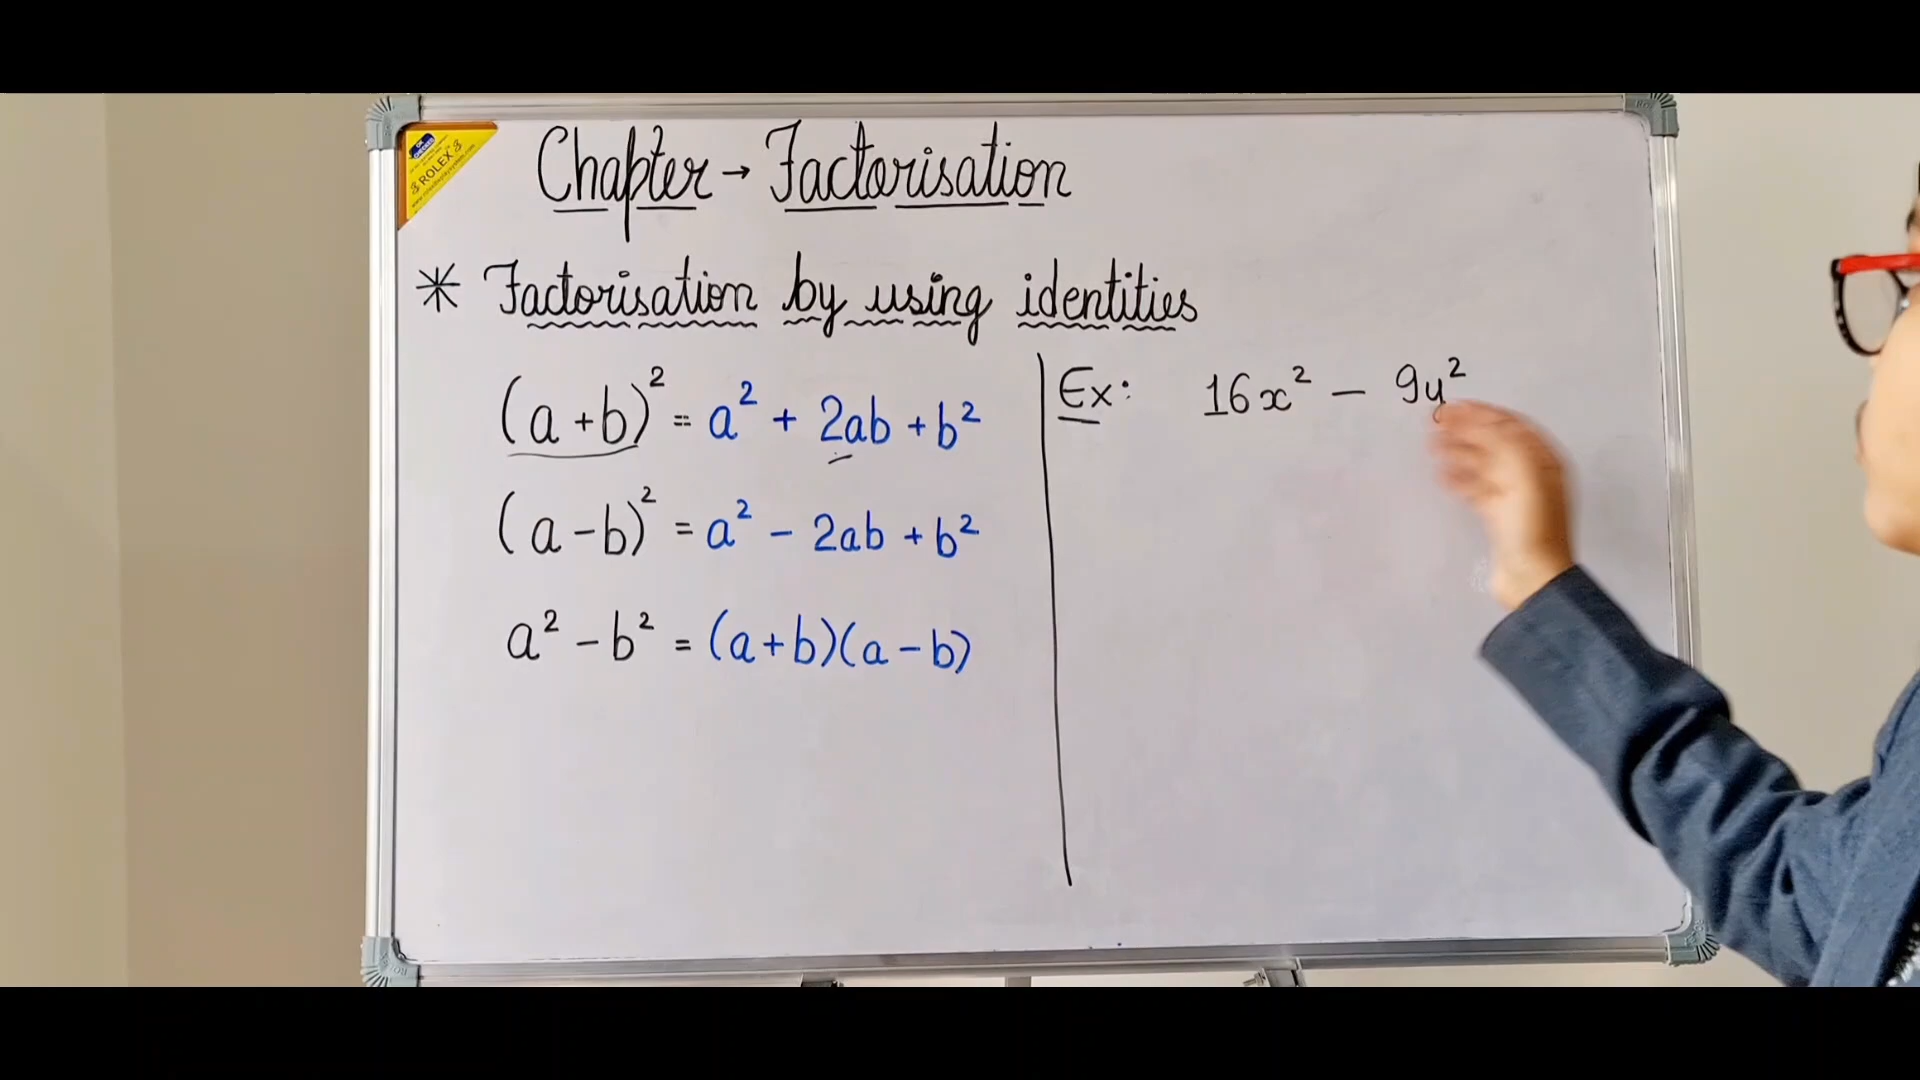 Chapter → Factorisation
ROLEX
* Factorisation by using identities
(a+b)² = a² + 2ab + b²
(a-b)² = a² - 2ab + b²
a² - b² = (a+b)(a-b)
Ex: 16x² - 9y²